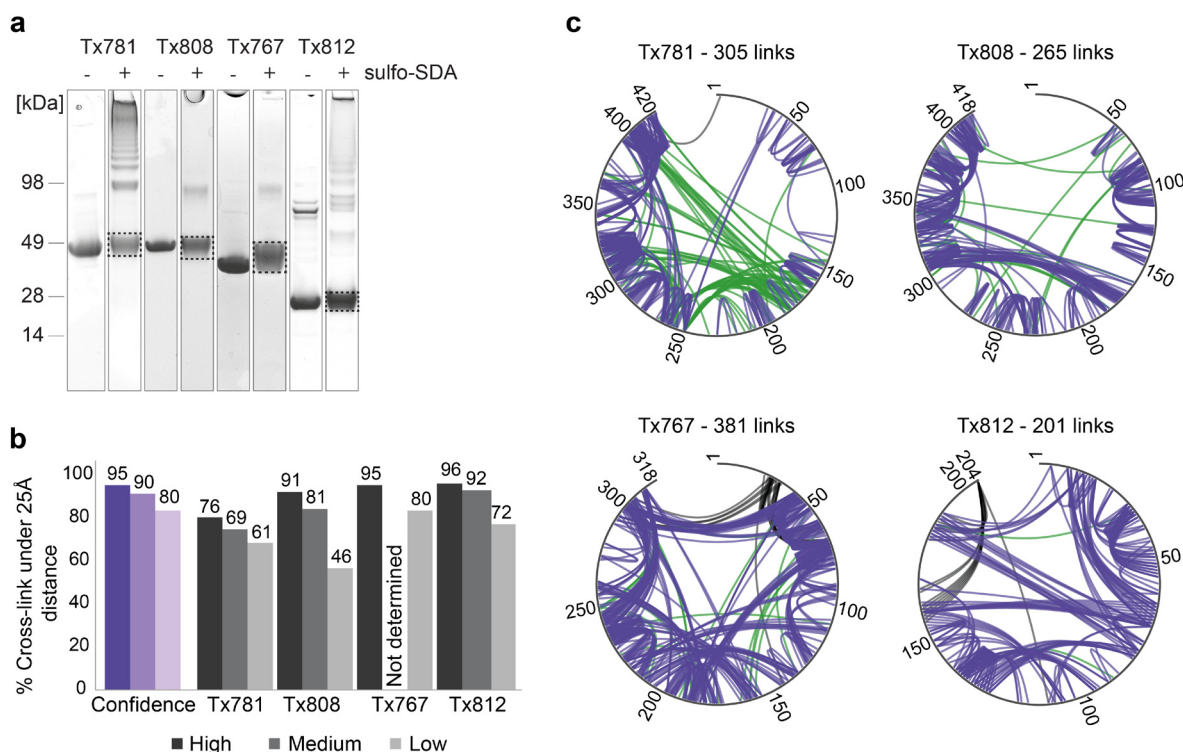 a
Tx781 Tx808 Tx767 Tx812
- + - + - + - + sulfo-SDA
[kDa]
98
49
28
14
b
% Cross-link under 25Å
distance
100
80
60
40
20
0
95 90 80
76 69 61
91 81 46
95 Not determined 80
96 92 72
Confidence Tx781 Tx808 Tx767 Tx812
High Medium Low
c
Tx781 - 305 links
1 50 100 150 200 250 300 350 400 420
Tx808 - 265 links
1 50 100 150 200 250 300 350 400 418
Tx767 - 381 links
1 50 100 150 200 250 300 318
Tx812 - 201 links
1 50 100 150 200 204